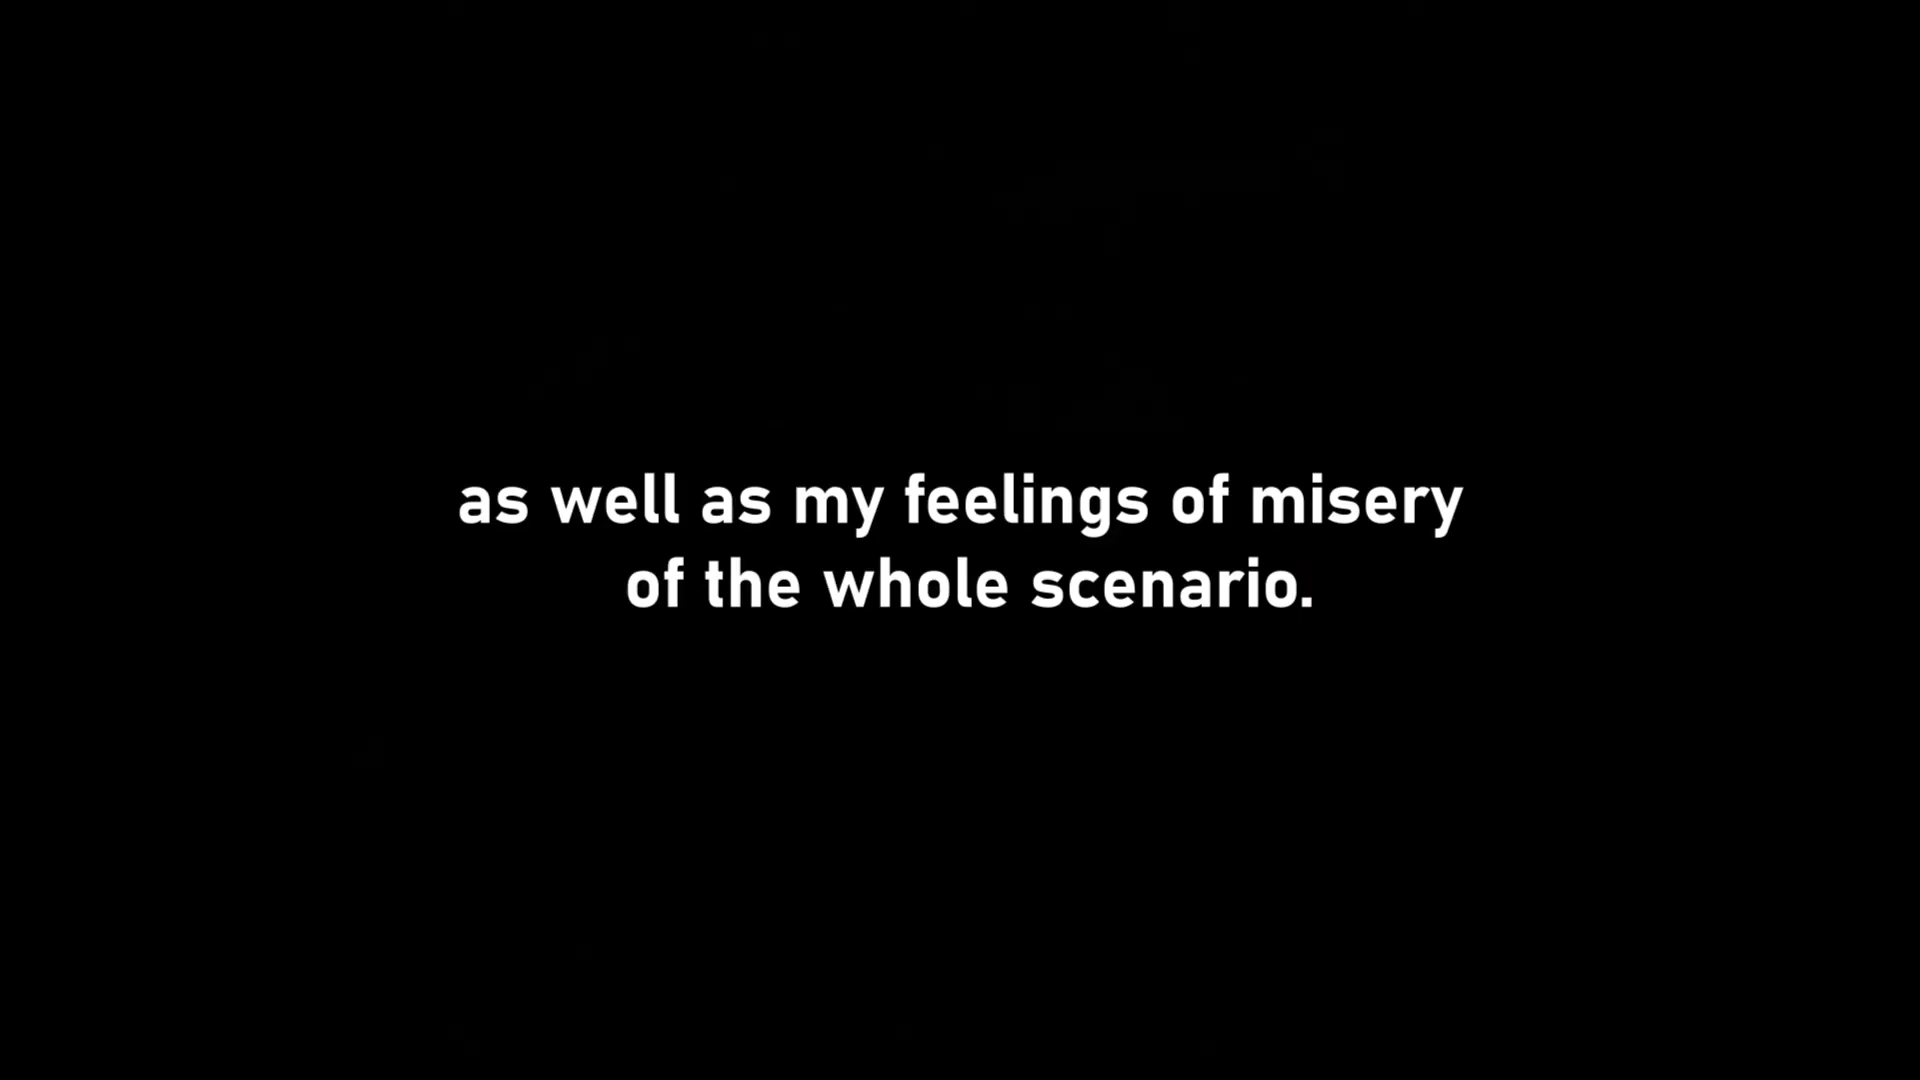 as well as my feelings of misery
of the whole scenario.